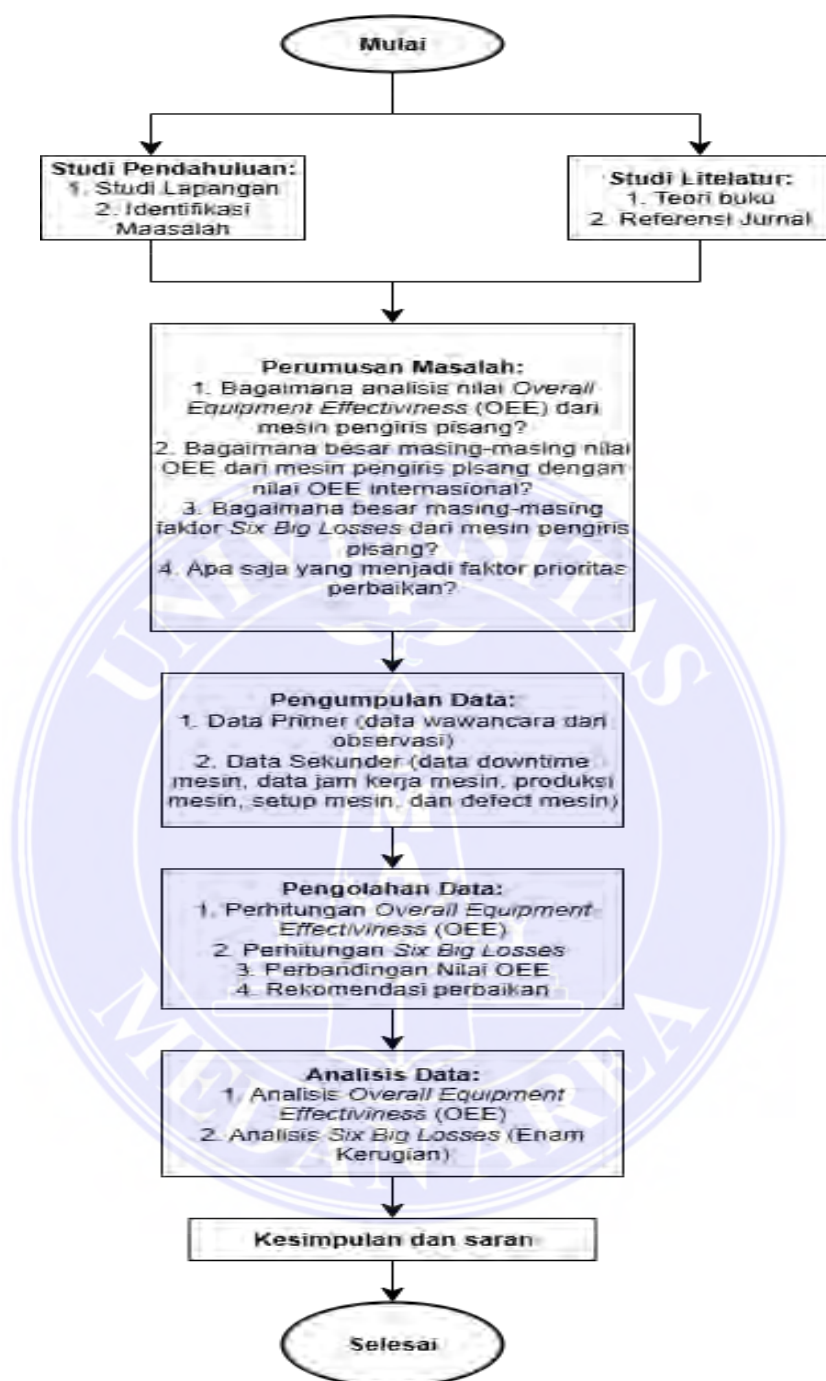 Mulai
Studi Pendahuluan:
1. Studi Lapangan
2. Identifikasi
Maasalah
Studi Litelatur:
1. Teori buku
2. Referensi Jurnal
Perumusan Masalah:
1. Bagaimana analisis nilai Overall
Equipment Effectiviness (OEE) dari
mesin pengiris pisang?
2. Bagaimana besar masing-masing nilai
OEE dari mesin pengiris pisang dengan
nilai OEE internasional?
3. Bagaimana besar masing-masing
faktor Six Big Losses dari mesin pengiris
pisang?
4. Apa saja yang menjadi faktor prioritas
perbaikan?
Pengumpulan Data:
1. Data Primer (data wawancara dan
observasi)
2. Data Sekunder (data downtime
mesin, data jam kerja mesin, produksi
mesin, setup mesin, dan defect mesin)
Pengolahan Data:
1. Perhitungan Overall Equipment
Effectiviness (OEE)
2. Perhitungan Six Big Losses
3. Perbandingan Nilai OEE
4. Rekomendasi perbaikan
Analisis Data:
1. Analisis Overall Equipment
Effectiviness (OEE)
2. Analisis Six Big Losses (Enam
Kerugian)
Kesimpulan dan saran
Selesai
UNIVERSITAS
MEDAN AREA